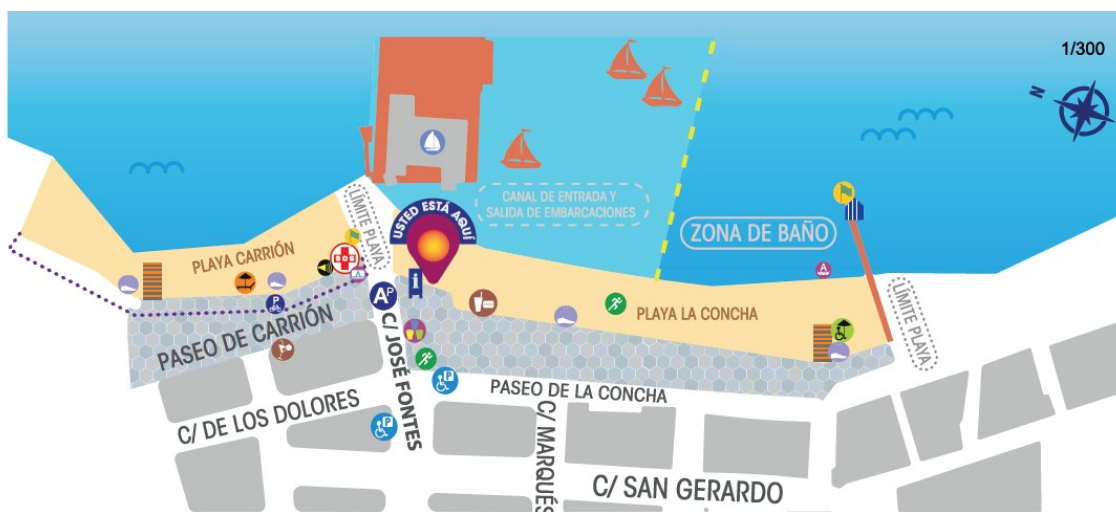 1/300
N
USTED ESTÁ AQUÍ
CANAL DE ENTRADA Y
SALIDA DE EMBARCACIONES
LÍMITE PLAYA
ZONA DE BAÑO
PLAYA CARRIÓN
i
AP
P
PLAYA LA CONCHA
LÍMITE PLAYA
PASEO DE CARRIÓN
C/ JOSÉ FONTES
P
PASEO DE LA CONCHA
C/ DE LOS DOLORES
P
C/ MARQUÉS
C/ SAN GERARDO